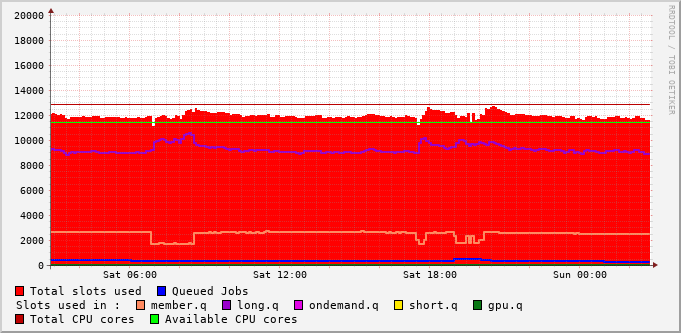 RRDTOOL / TOBI OETIKER
20000
18000
16000
14000
12000
10000
8000
6000
4000
2000
0
Sat 06:00 Sat 12:00 Sat 18:00 Sun 00:00
Total slots used Queued Jobs
Slots used in : member.q long.q ondemand.q short.q gpu.q
Total CPU cores Available CPU cores